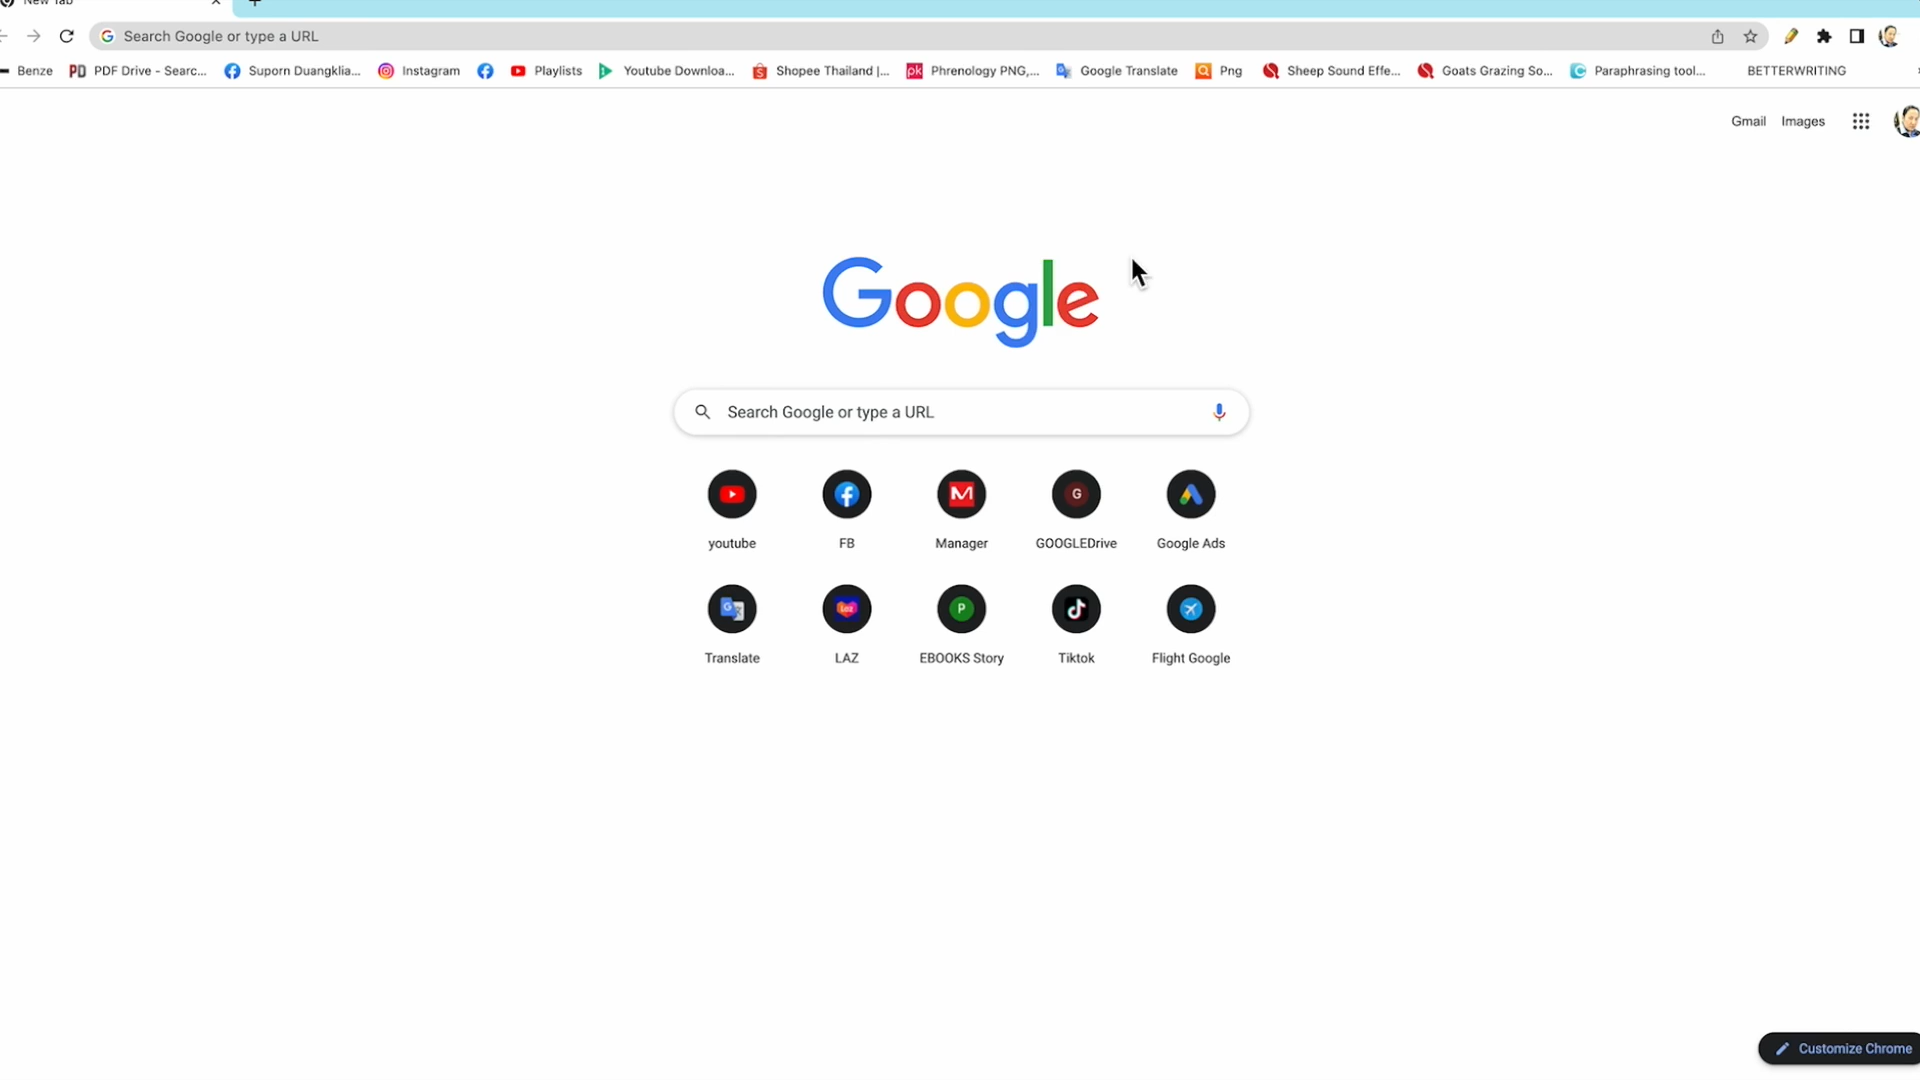 New Tab
Search Google or type a URL
Benze PDF Drive - Searc... Suporn Duangklia... Instagram Playlists Youtube Downloa... Shopee Thailand |... Phrenology PNG,... Google Translate Png Sheep Sound Effe... Goats Grazing So... Paraphrasing tool... BETTERWRITING
Gmail Images
Google
Search Google or type a URL
youtube FB Manager GOOGLEDrive Google Ads
Translate LAZ EBOOKS Story Tiktok Flight Google
Customize Chrome